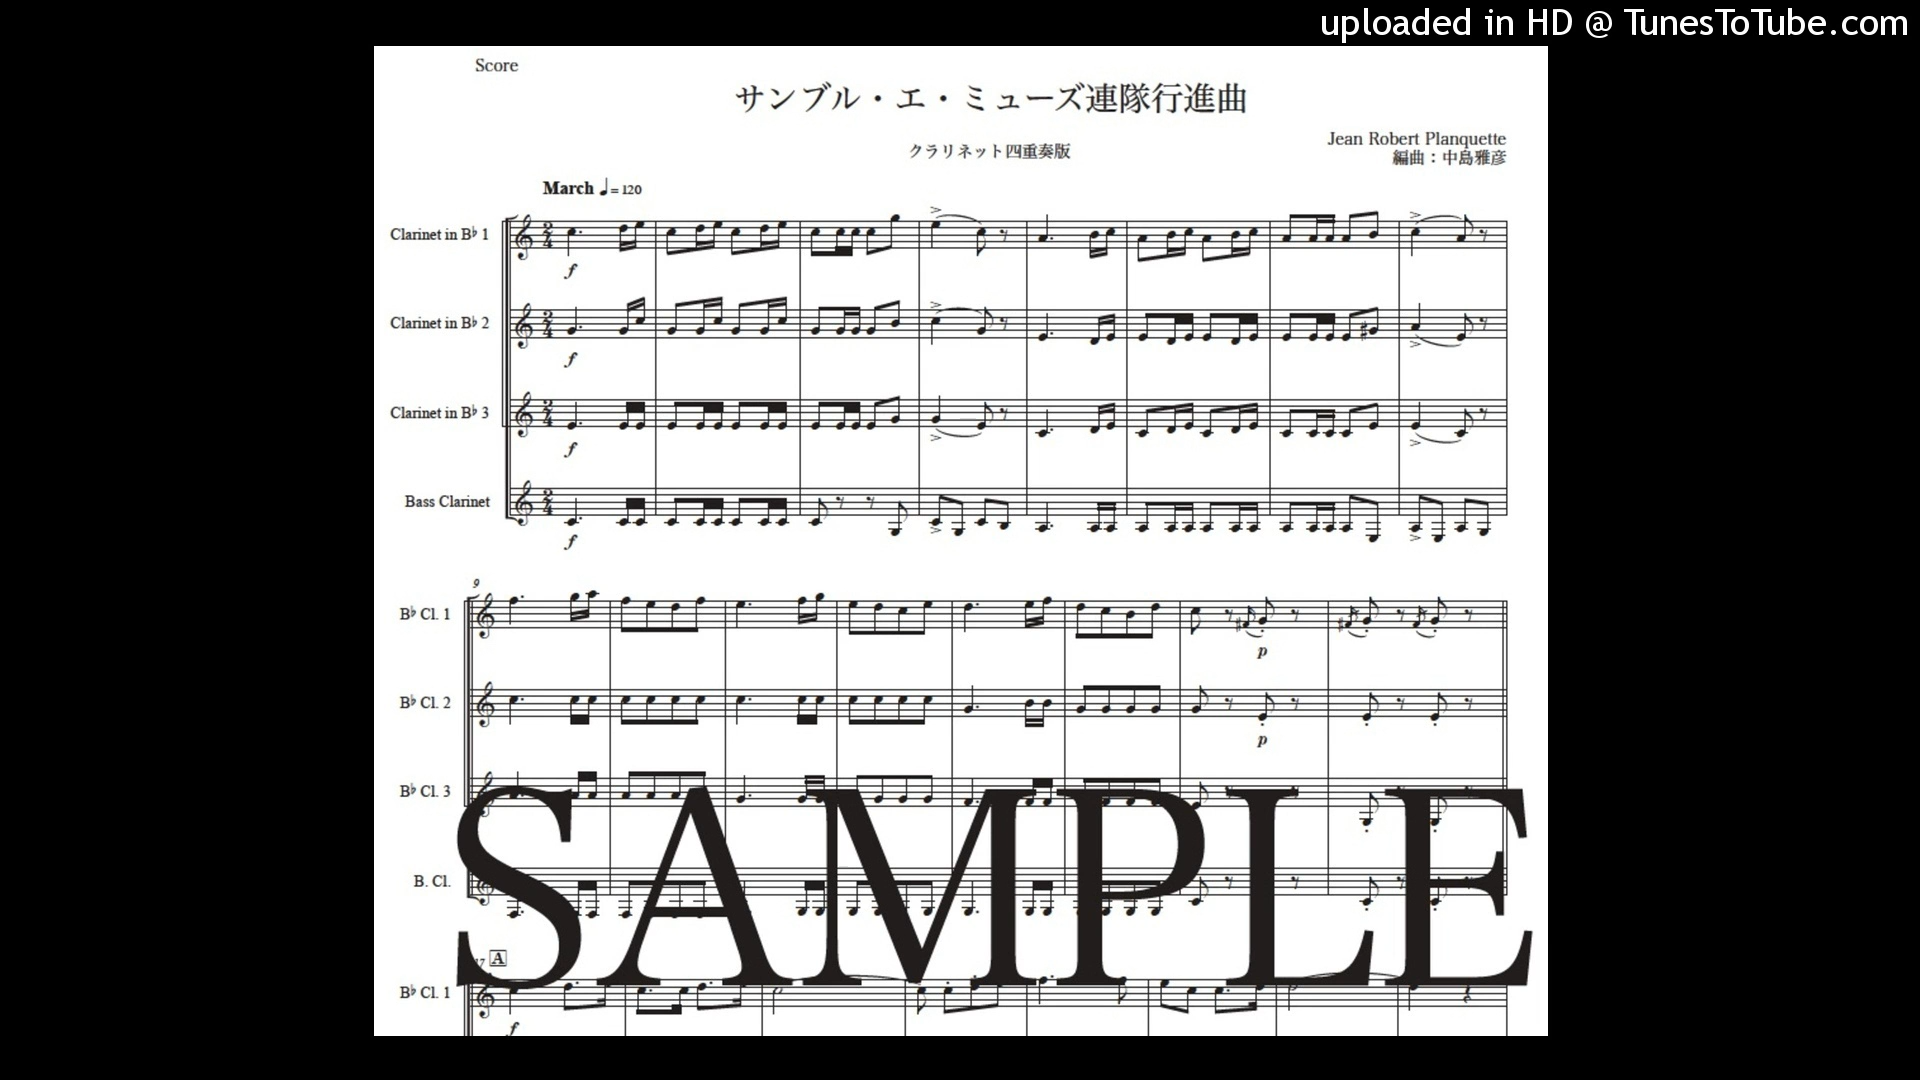 uploaded in HD @ TunesToTube.com
Score
サンブル・エ・ミューズ連隊行進曲
クラリネット四重奏版
Jean Robert Planquette
編曲：中島雅彦
March ♩= 120
Clarinet in B♭ 1
f
Clarinet in B♭ 2
f
Clarinet in B♭ 3
f
Bass Clarinet
f
9
B♭ Cl. 1
p
B♭ Cl. 2
p
B♭ Cl. 3
B. Cl.
SAMPLE
17 A
B♭ Cl. 1
f